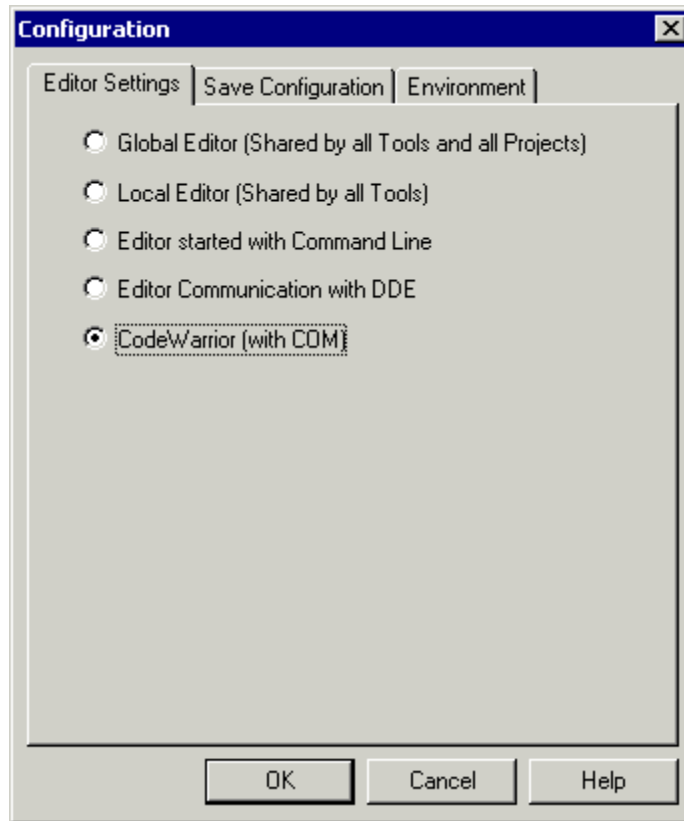 Configuration
Editor Settings Save Configuration Environment
Global Editor (Shared by all Tools and all Projects)
Local Editor (Shared by all Tools)
Editor started with Command Line
Editor Communication with DDE
CodeWarrior (with COM)
OK Cancel Help